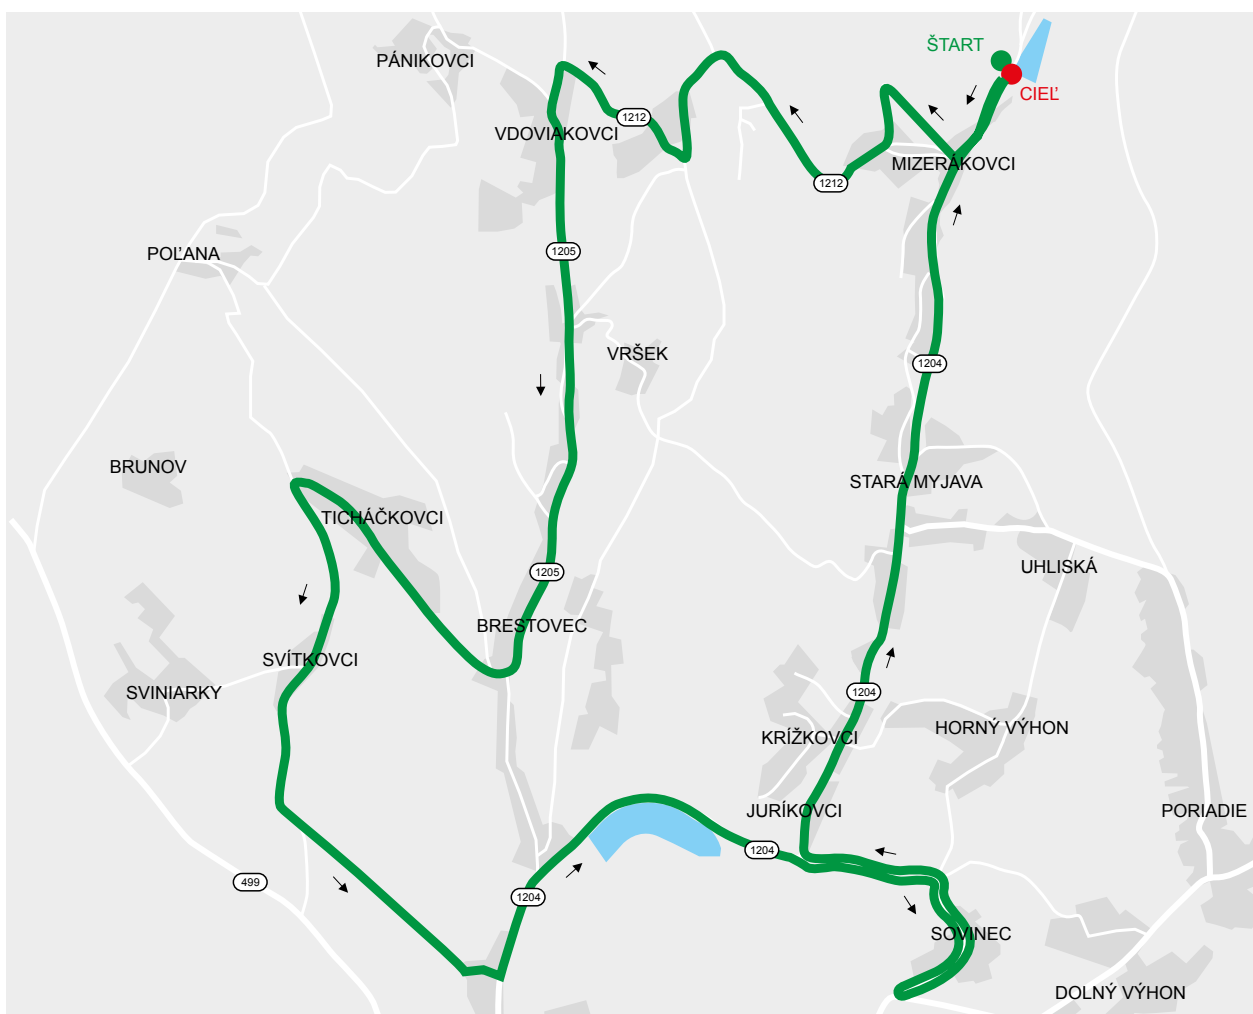 ŠTART
PÁNIKOVCI
CIEĽ
1212
VDOVIAKOVCI
MIZERÁKOVCI
1212
POĽANA
1205
VRŠEK
1204
BRUNOV
STARÁ MYJAVA
TICHÁČKOVCI
UHLISKÁ
1205
BRESTOVEC
SVÍTKOVCI
SVINIARKY
1204
HORNÝ VÝHON
KRÍŽKOVCI
JURÍKOVCI
PORIADIE
1204
499
1204
SOVINEC
DOLNÝ VÝHON